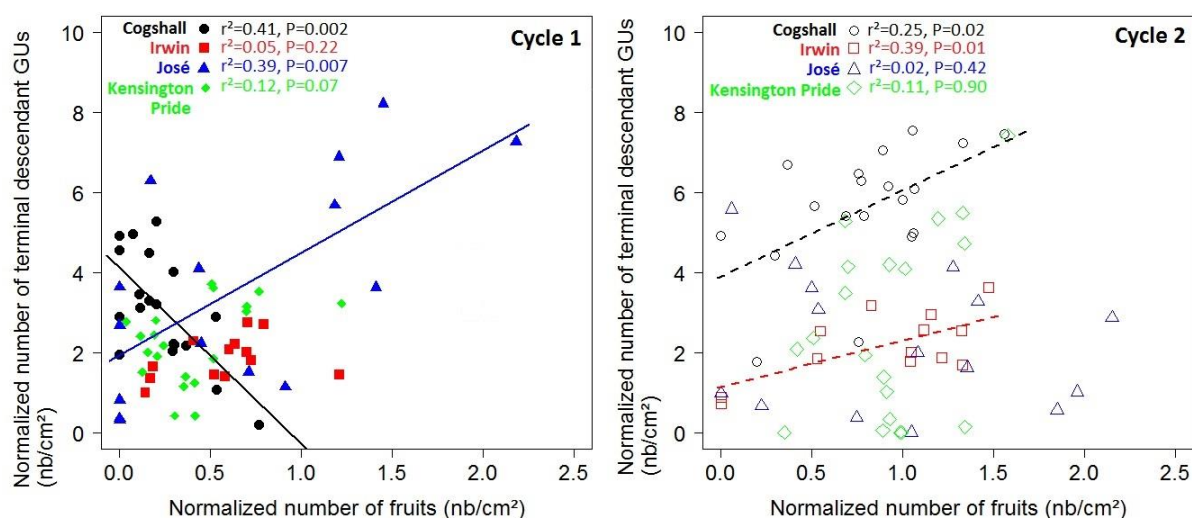 Cogshall r²=0.41, P=0.002
Irwin r²=0.05, P=0.22
José r²=0.39, P=0.007
Kensington r²=0.12, P=0.07
Pride
Cycle 1
Normalized number of terminal descendant GUs
(nb/cm²)
10
8
6
4
2
0
0.0 0.5 1.0 1.5 2.0 2.5
Normalized number of fruits (nb/cm²)
Cogshall r²=0.25, P=0.02
Irwin r²=0.39, P=0.01
José r²=0.02, P=0.42
Kensington Pride r²=0.11, P=0.90
Cycle 2
Normalized number of terminal descendant GUs
(nb/cm²)
10
8
6
4
2
0
0.0 0.5 1.0 1.5 2.0 2.5
Normalized number of fruits (nb/cm²)